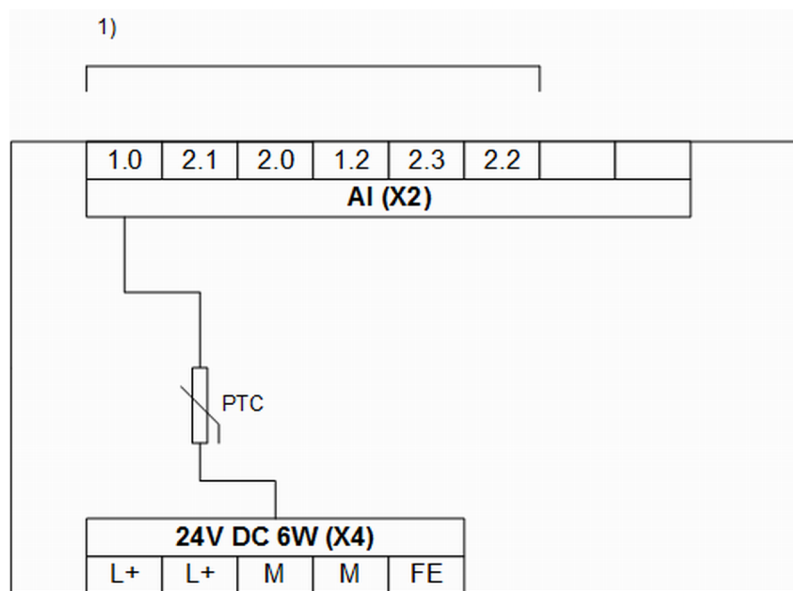 1)
1.0 2.1 2.0 1.2 2.3 2.2
AI (X2)
PTC
24V DC 6W (X4)
L+ L+ M M FE